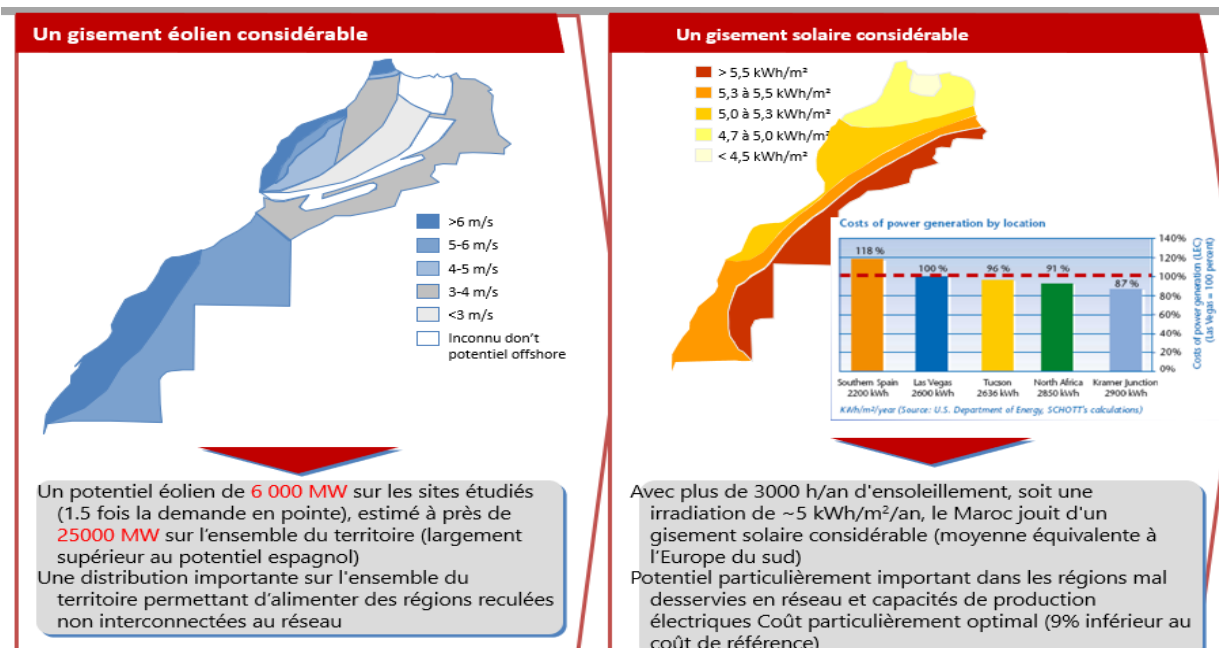 Un gisement éolien considérable
>6 m/s
5-6 m/s
4-5 m/s
3-4 m/s
<3 m/s
Inconnu don't
potentiel offshore
Un potentiel éolien de 6 000 MW sur les sites étudiés
(1.5 fois la demande en pointe), estimé à près de
25000 MW sur l'ensemble du territoire (largement
supérieur au potentiel espagnol)
Une distribution importante sur l'ensemble du
territoire permettant d'alimenter des régions reculées
non interconnectées au réseau
Un gisement solaire considérable
> 5,5 kWh/m²
5,3 à 5,5 kWh/m²
5,0 à 5,3 kWh/m²
4,7 à 5,0 kWh/m²
< 4,5 kWh/m²
Costs of power generation by location
118 %
100 %
96 %
91 %
87 %
140%
120%
100%
80%
60%
40%
20%
0%
Costs of power generation (LEC)
(Las Vegas = 100 percent)
Southern Spain
2200 kWh
Las Vegas
2600 kWh
Tucson
2636 kWh
North Africa
2850 kWh
Kramer Junction
2900 kWh
KWh/m²/year (Source: U.S. Department of Energy, SCHOTT's calculations)
Avec plus de 3000 h/an d'ensoleillement, soit une
irradiation de ~5 kWh/m²/an, le Maroc jouit d'un
gisement solaire considérable (moyenne équivalente à
l'Europe du sud)
Potentiel particulièrement important dans les régions mal
desservies en réseau et capacités de production
électriques Coût particulièrement optimal (9% inférieur au
coût de référence)